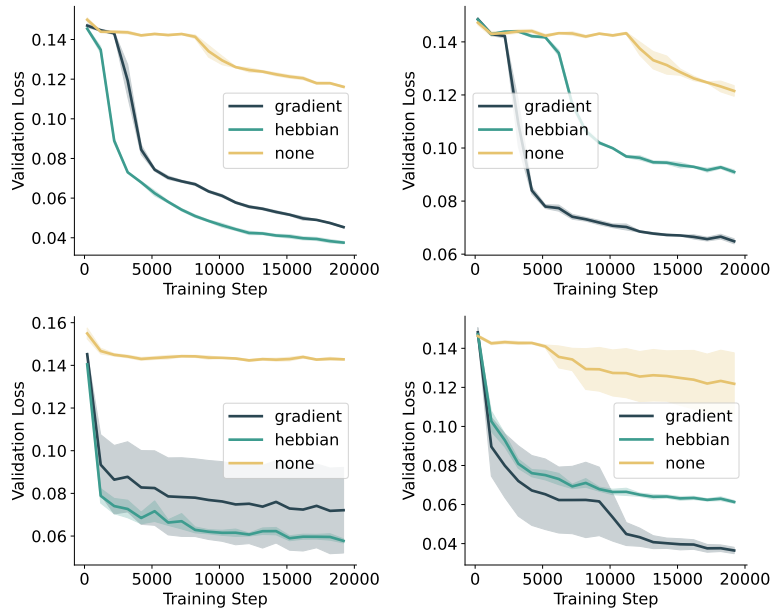 Validation Loss
0.14
0.12
0.10
0.08
0.06
0.04
gradient
hebbian
none
0 5000 10000 15000 20000
Training Step
Validation Loss
0.14
0.12
0.10
0.08
0.06
gradient
hebbian
none
0 5000 10000 15000 20000
Training Step
Validation Loss
0.16
0.14
0.12
0.10
0.08
0.06
gradient
hebbian
none
0 5000 10000 15000 20000
Training Step
Validation Loss
0.14
0.12
0.10
0.08
0.06
0.04
gradient
hebbian
none
0 5000 10000 15000 20000
Training Step